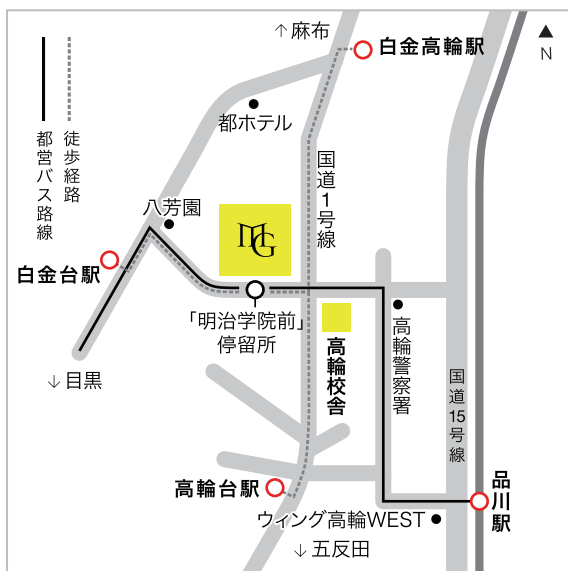 ↑麻布
白金高輪駅
N
都営バス路線
徒歩経路
都ホテル
国道1号線
八芳園
MG
白金台駅
「明治学院前」
停留所
高輪校舎
高輪警察署
↓目黒
国道15号線
高輪台駅
品川駅
ウィング高輪WEST
↓五反田